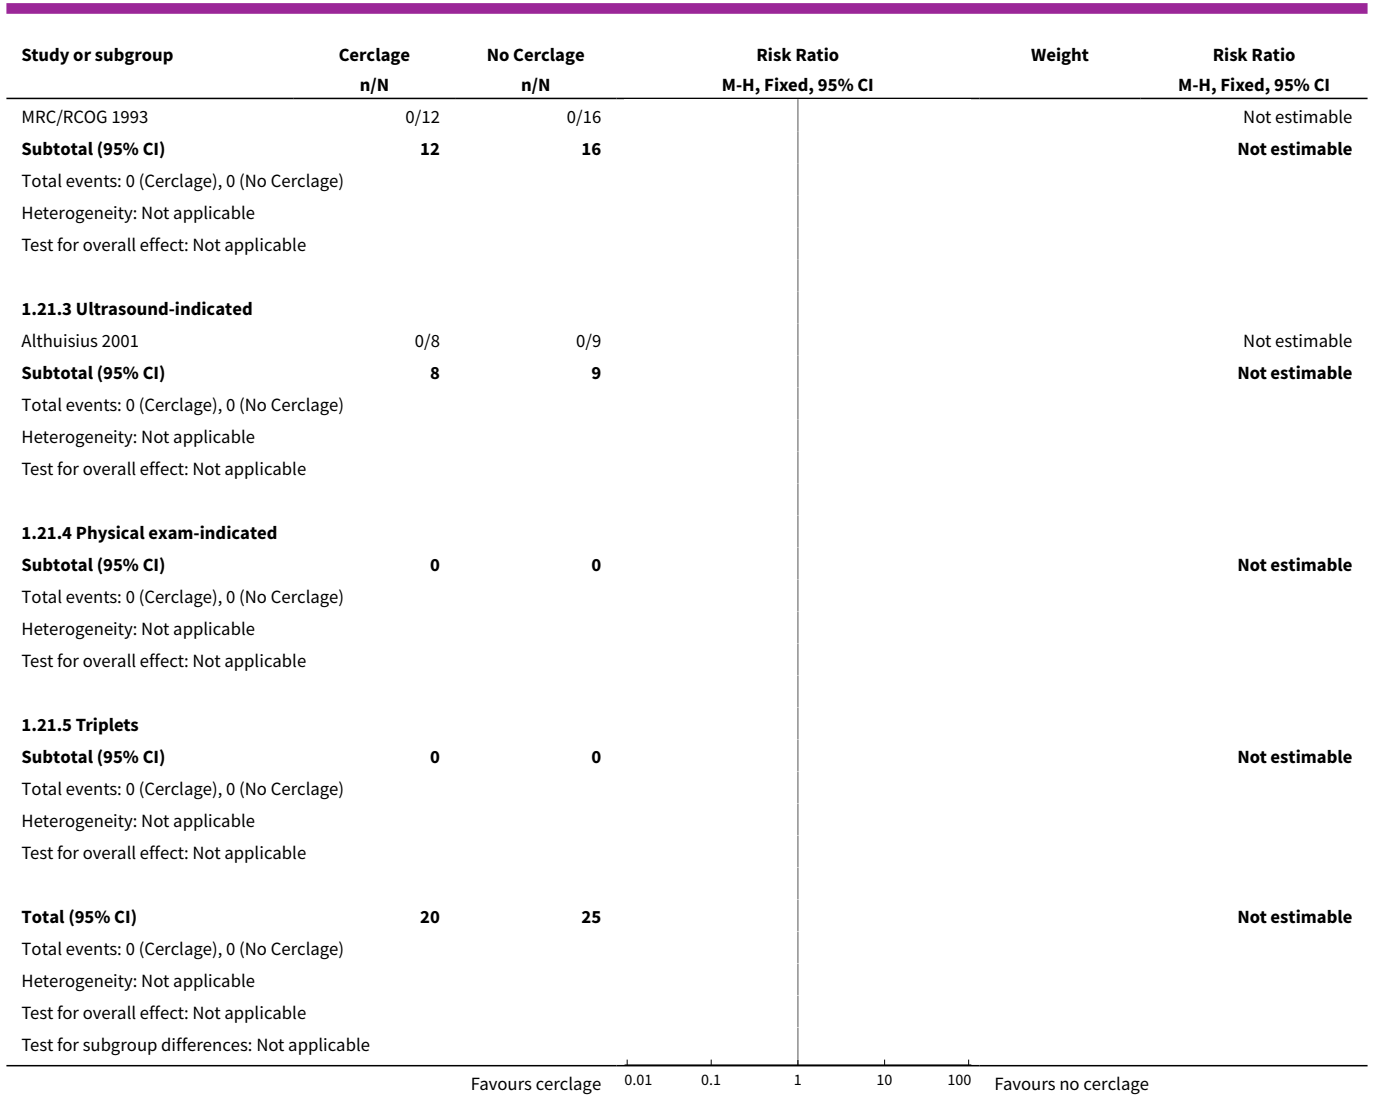 Study or subgroup Cerclage No Cerclage Risk Ratio Weight Risk Ratio
n/N n/N M-H, Fixed, 95% CI M-H, Fixed, 95% CI
MRC/RCOG 1993 0/12 0/16 Not estimable
Subtotal (95% CI) 12 16 Not estimable
Total events: 0 (Cerclage), 0 (No Cerclage)
Heterogeneity: Not applicable
Test for overall effect: Not applicable
1.21.3 Ultrasound-indicated
Althuisius 2001 0/8 0/9 Not estimable
Subtotal (95% CI) 8 9 Not estimable
Total events: 0 (Cerclage), 0 (No Cerclage)
Heterogeneity: Not applicable
Test for overall effect: Not applicable
1.21.4 Physical exam-indicated
Subtotal (95% CI) 0 0 Not estimable
Total events: 0 (Cerclage), 0 (No Cerclage)
Heterogeneity: Not applicable
Test for overall effect: Not applicable
1.21.5 Triplets
Subtotal (95% CI) 0 0 Not estimable
Total events: 0 (Cerclage), 0 (No Cerclage)
Heterogeneity: Not applicable
Test for overall effect: Not applicable
Total (95% CI) 20 25 Not estimable
Total events: 0 (Cerclage), 0 (No Cerclage)
Heterogeneity: Not applicable
Test for overall effect: Not applicable
Test for subgroup differences: Not applicable
Favours cerclage 0.01 0.1 1 10 100 Favours no cerclage